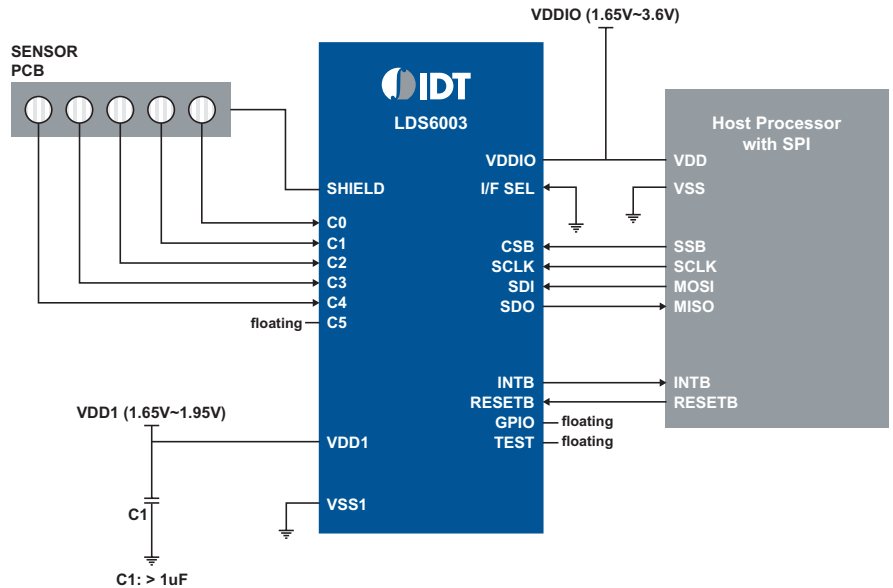 VDDIO (1.65V~3.6V)
SENSOR
PCB
IDT
LDS6003
Host Processor
with SPI
VDDIO
VDD
SHIELD
I/F SEL
VSS
C0
C1
C2
C3
C4
floating
C5
CSB
SSB
SCLK
SCLK
SDI
MOSI
SDO
MISO
INTB
INTB
RESETB
RESETB
GPIO
floating
TEST
floating
VDD1 (1.65V~1.95V)
VDD1
C1
VSS1
C1: > 1uF